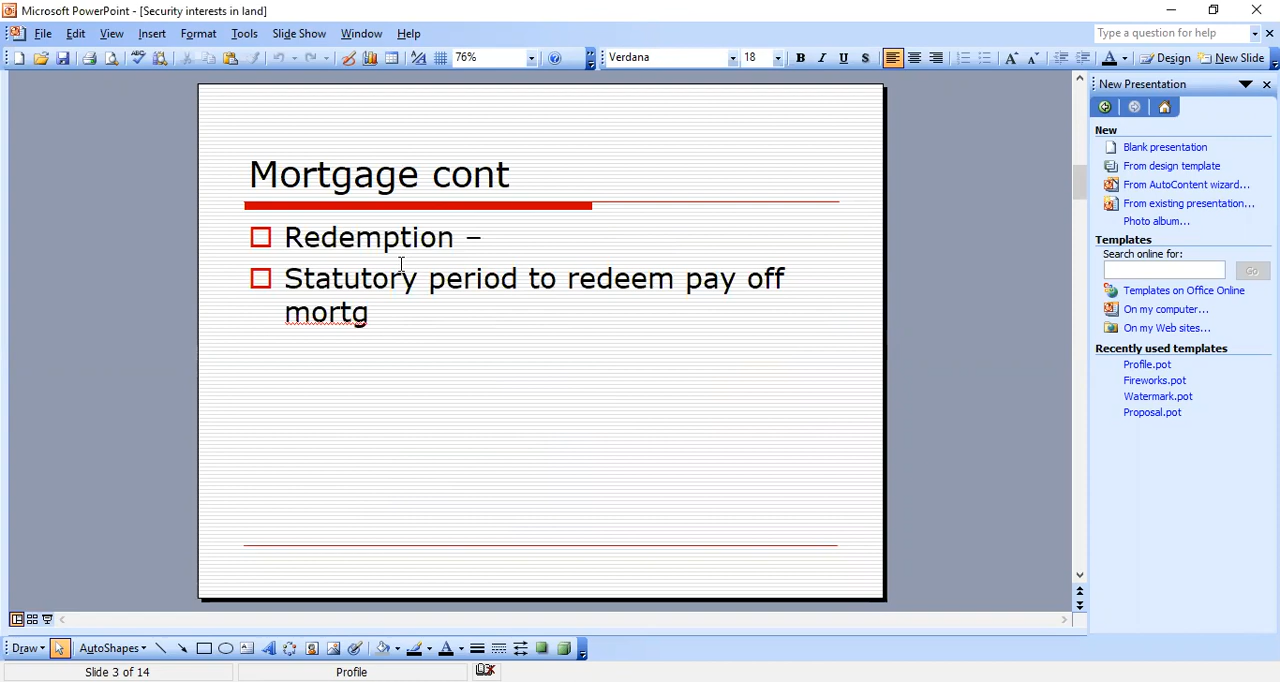 Microsoft PowerPoint - [Security interests in land]
File Edit View Insert Format Tools Slide Show Window Help
Type a question for help
76%
Verdana
18
Design
New Slide
New Presentation
Mortgage cont
Redemption –
Statutory period to redeem pay off
mortg
New
Blank presentation
From design template
From AutoContent wizard...
From existing presentation...
Photo album...
Templates
Search online for:
Go
Templates on Office Online
On my computer...
On my Web sites...
Recently used templates
Profile.pot
Fireworks.pot
Watermark.pot
Proposal.pot
Draw
AutoShapes
Slide 3 of 14
Profile